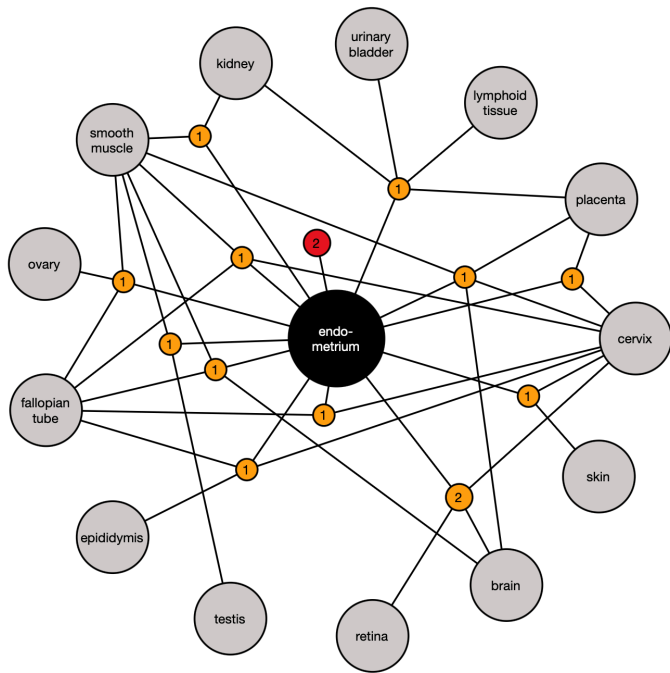 urinary
bladder
kidney
lymphoid
tissue
smooth
muscle
1
1
placenta
2
ovary
1
1
1
1
endo-
metrium
cervix
1
1
fallopian
tube
1
1
1
skin
2
epididymis
brain
testis
retina